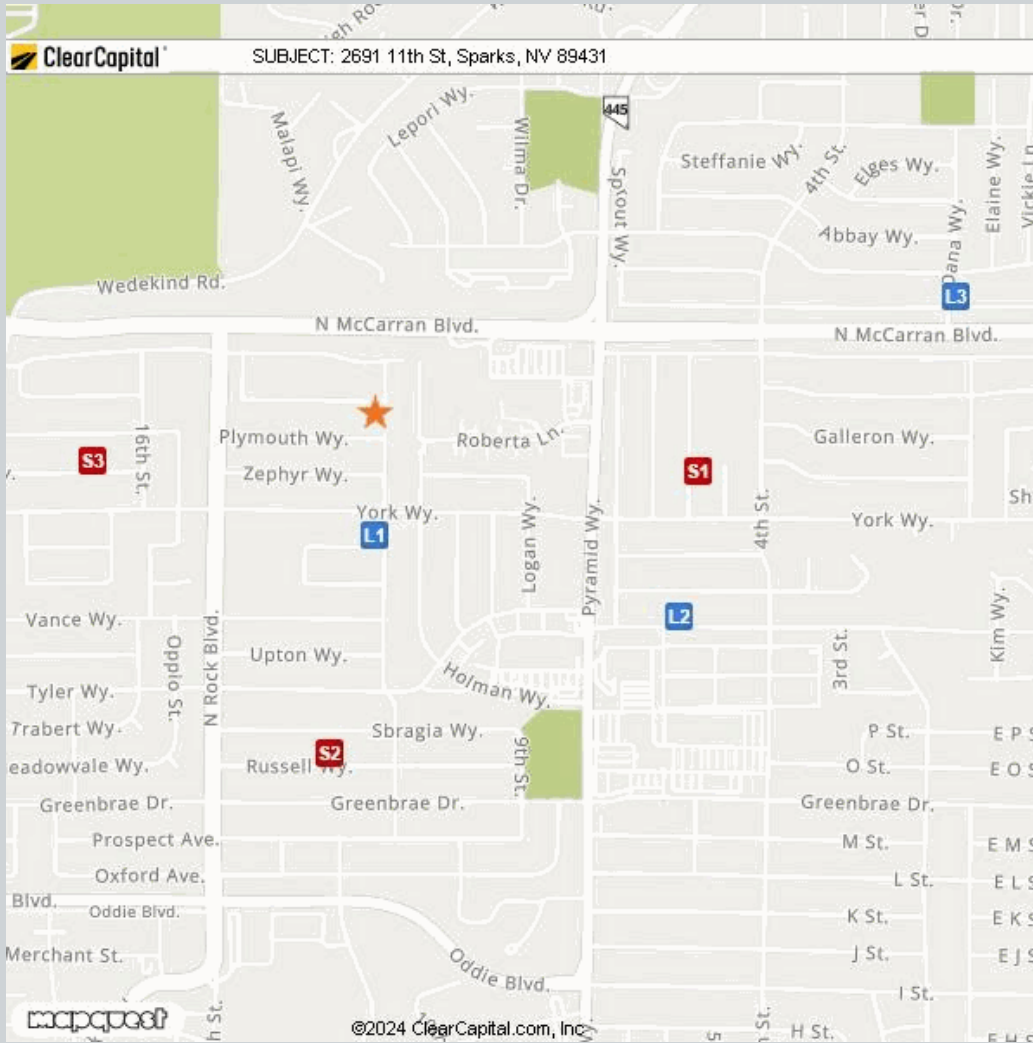 ClearCapital
SUBJECT: 2691 11th St, Sparks, NV 89431
445
Malapi Wy.
Lepori Wy.
Wilma Dr.
Sprout Wy.
Steffanie Wy.
4th St.
Elges Wy.
Elaine Wy.
Abbay Wy.
Dana Wy.
Wedekind Rd.
L3
N McCarran Blvd.
N McCarran Blvd.
Plymouth Wy.
Roberta Ln.
Galleron Wy.
16th St.
S3
Zephyr Wy.
S1
York Wy.
L1
Logan Wy.
Pyramid Wy.
4th St.
York Wy.
Vance Wy.
L2
Oppio St.
N Rock Blvd.
Upton Wy.
3rd St.
Kim Wy.
Tyler Wy.
Holman Wy.
Trabert Wy.
Sbragia Wy.
P St.
E P S
S2
eadowvale Wy.
Russell Wy.
9th St.
O St.
E O S
Greenbrae Dr.
Greenbrae Dr.
Greenbrae Dr.
Prospect Ave.
M St.
E M S
Oxford Ave.
L St.
E L S
Blvd.
Oddie Blvd.
K St.
E K S
Merchant St.
Oddie Blvd.
J St.
E J S
I St.
mapquest
©2024 ClearCapital.com, Inc
H St.